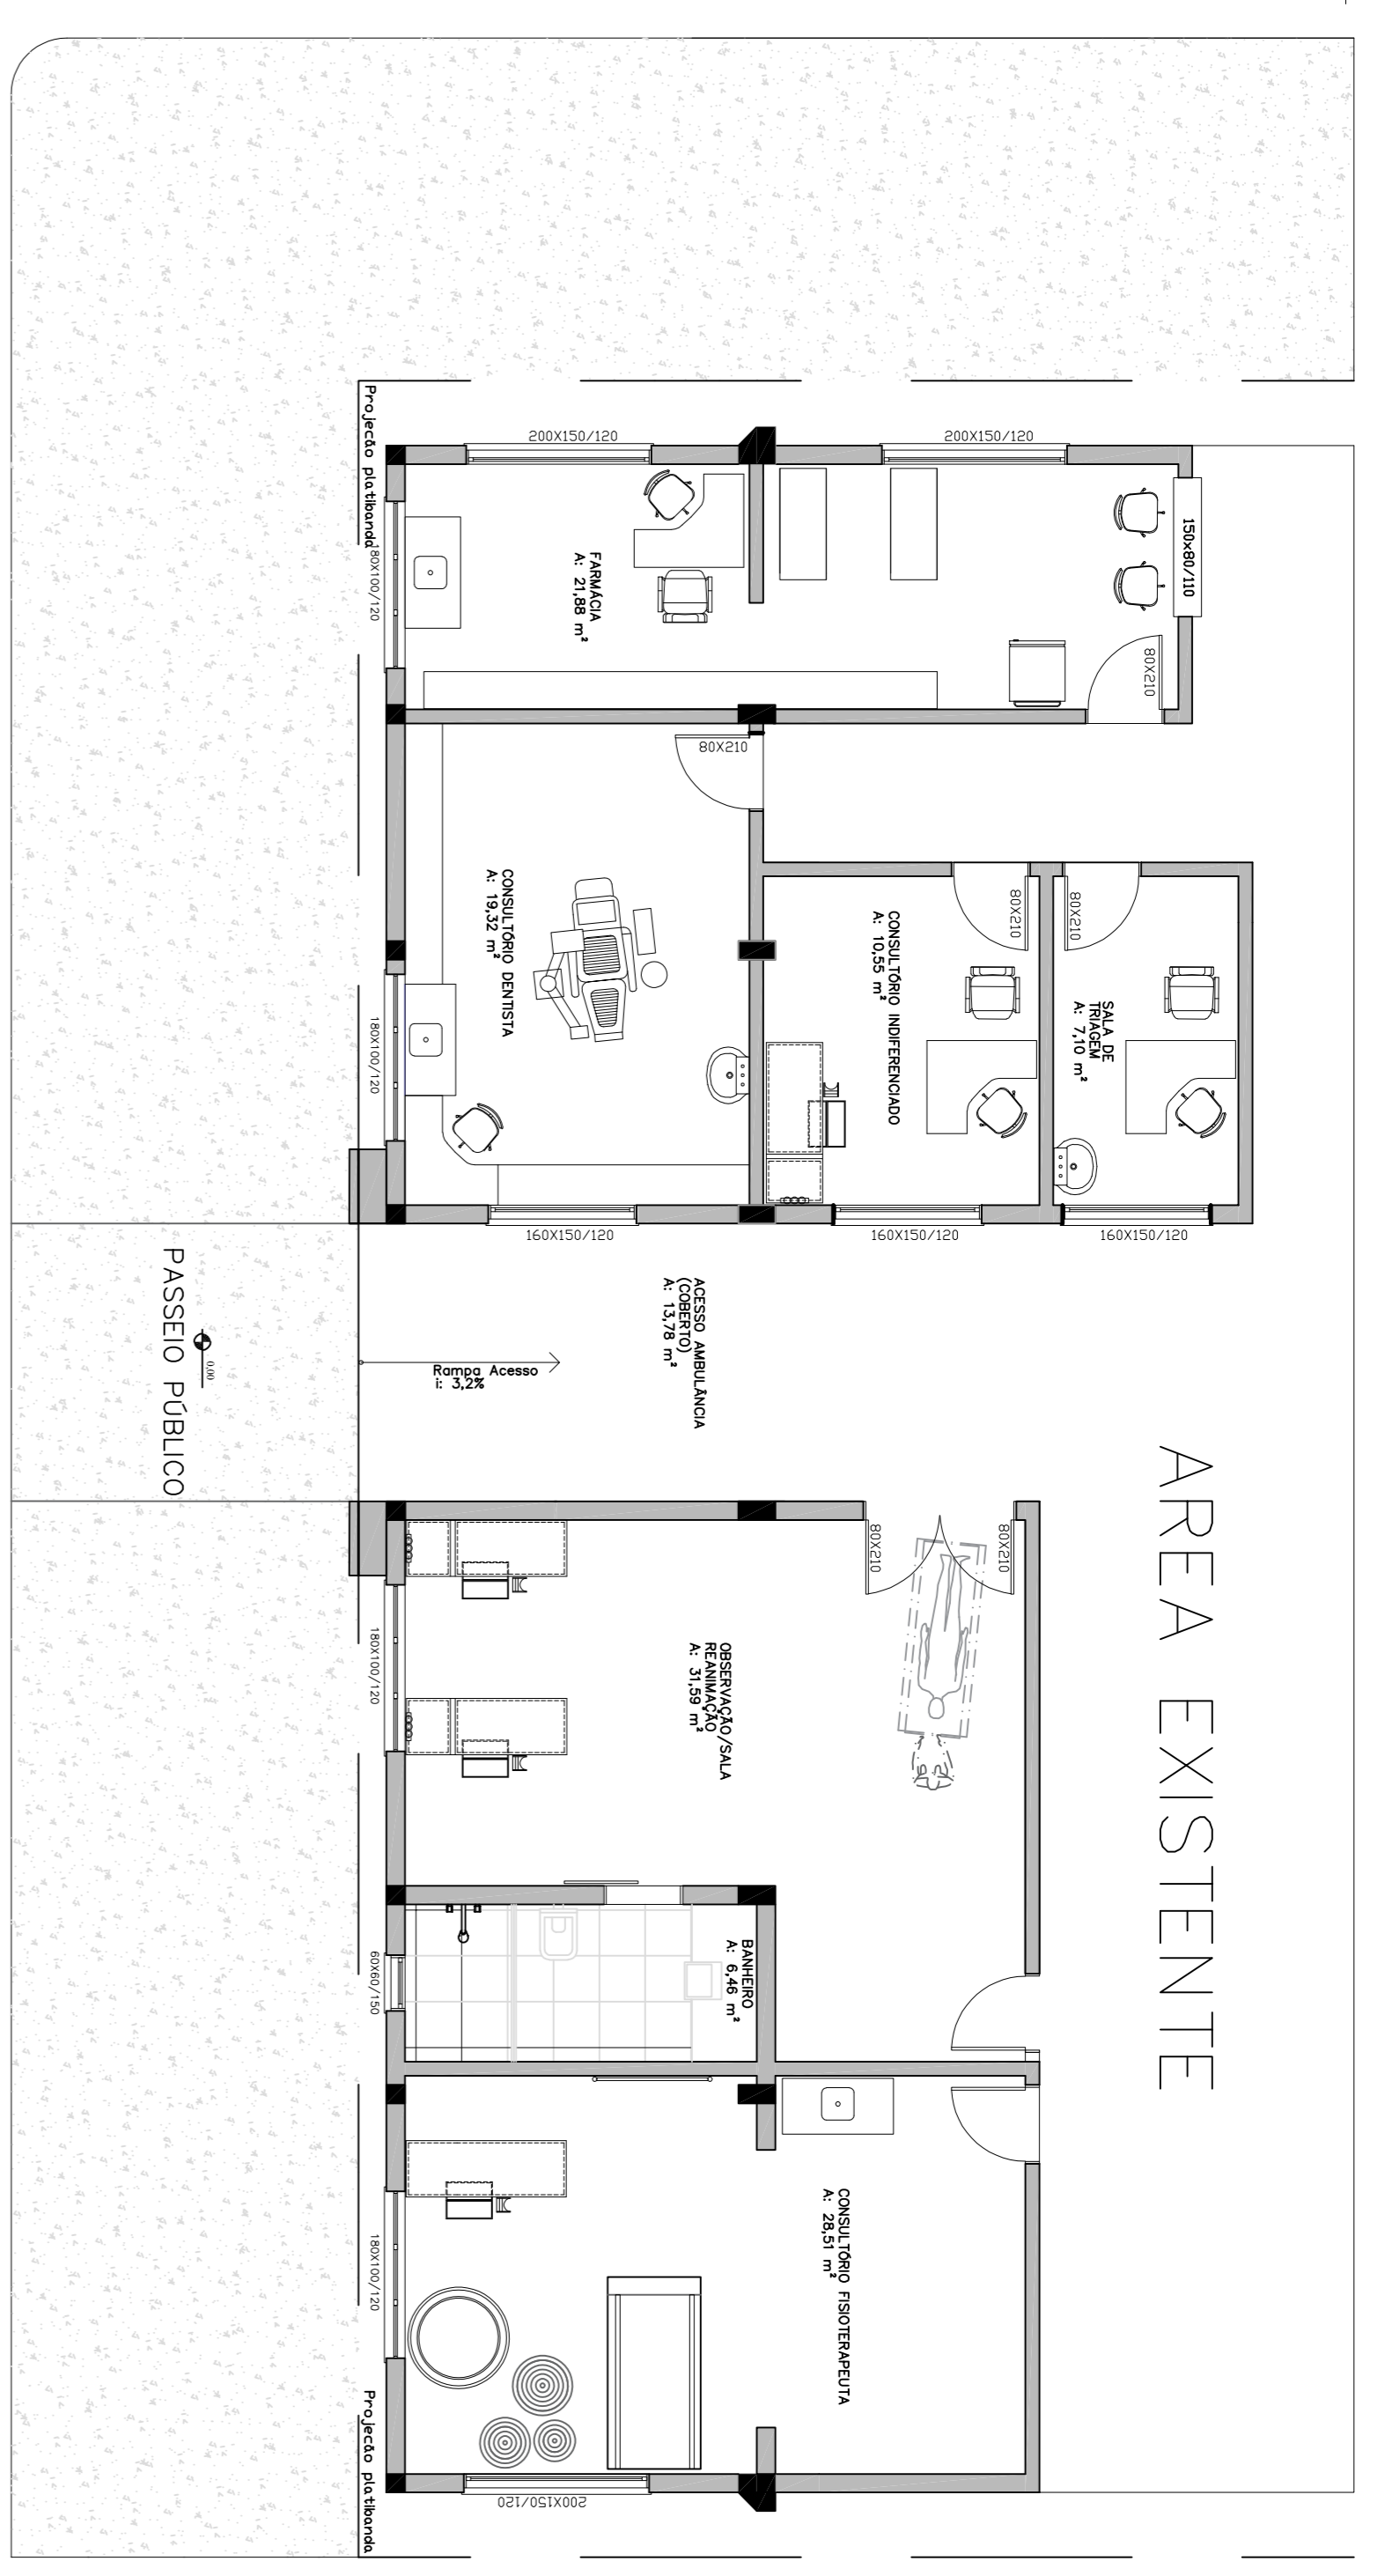 Projecão platibanda
200X150/120
200X150/120
150x80/110
180X100/120
FARMÁCIA
A: 21,88 m²
80X210
80X210
CONSULTÓRIO DENTISTA
A: 19,32 m²
CONSULTÓRIO INDIFERENCIADO
A: 10,55 m²
80X210
80X210
SALA DE
TRIAGEM
A: 7,10 m²
180X100/120
160X150/120
160X150/120
160X150/120
PASSEIO PÚBLICO
0,00
Rampa Acesso
i: 3,2%
ACESSO AMBULÂNCIA
(COBERTO)
A: 13,78 m²
AREA EXISTENTE
80X210
80X210
180X100/120
OBSERVAÇÃO/SALA
REANIMAÇÃO
A: 31,59 m²
60X60/150
BANHEIRO
A: 6,46 m²
180X100/120
CONSULTÓRIO FISIOTERAPEUTA
A: 28,51 m²
Projecão platibanda
200X150/120